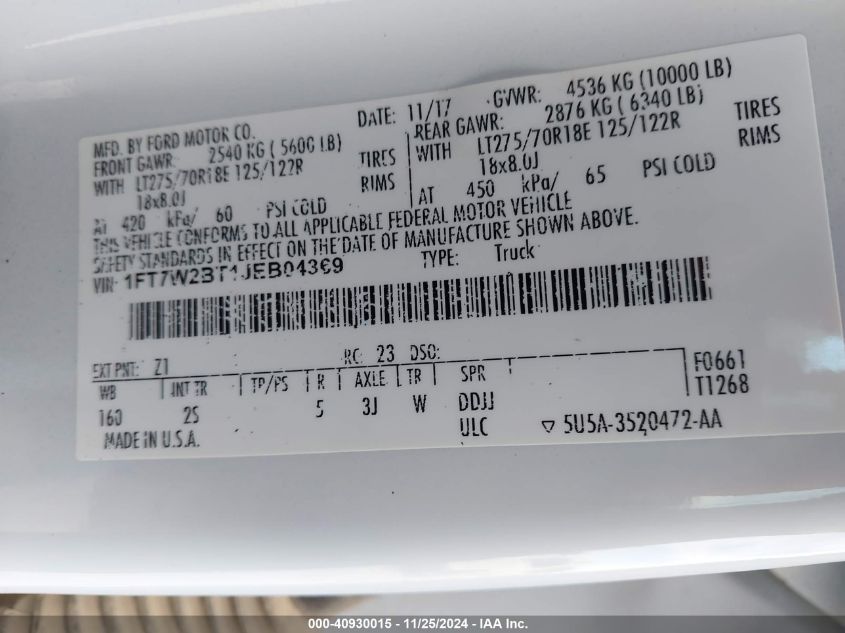 MFD. BY FORD MOTOR CO.
DATE: 11/17 GVWR: 4536 KG (10000 LB)
FRONT GAWR: 2540 KG ( 5600 LB)
REAR GAWR: 2876 KG ( 6340 LB)
WITH LT275/70R18E 125/122R TIRES
WITH LT275/70R18E 125/122R TIRES
18x8.0J RIMS
18x8.0J RIMS
AT 420 kPa/ 60 PSI COLD
AT 450 kPa/ 65 PSI COLD
THIS VEHICLE CONFORMS TO ALL APPLICABLE FEDERAL MOTOR VEHICLE
SAFETY STANDARDS IN EFFECT ON THE DATE OF MANUFACTURE SHOWN ABOVE.
VIN: 1FT7W2BT1JEB04369 TYPE: Truck
EXT PNT: Z1 RC: 23 DSO:
WB INT TR TP/PS R AXLE TR SPR F0661
160 2S 5 3J W DDJJ T1268
ULC
MADE IN U.S.A. ▽ 5U5A-3520472-AA
000-40930015 - 11/25/2024 - IAA Inc.